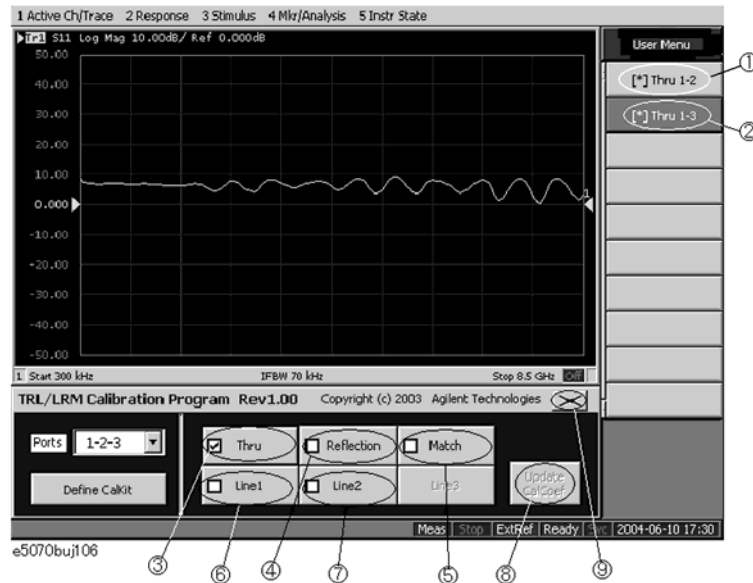 1 Active Ch/Trace 2 Response 3 Stimulus 4 Mkr/Analysis 5 Instr State
Tr1 S11 Log Mag 10.00dB/ Ref 0.000dB
50.00
40.00
30.00
20.00
10.00
0.000
-10.00
-20.00
-30.00
-40.00
-50.00
1
1 Start 300 kHz IFBW 70 kHz Stop 8.5 GHz Off
User Menu
[*] Thru 1-2
①
[*] Thru 1-3
②
TRL/LRM Calibration Program Rev1.00 Copyright (c) 2003 Agilent Technologies
Ports 1-2-3
Define CalKit
Thru Reflection Match
Line1 Line2 Line3
Update CalCoef
Meas Stop ExtRef Ready Svc 2004-06-10 17:30
e5070buj106
③ ⑥ ④ ⑦ ⑤ ⑧ ⑨